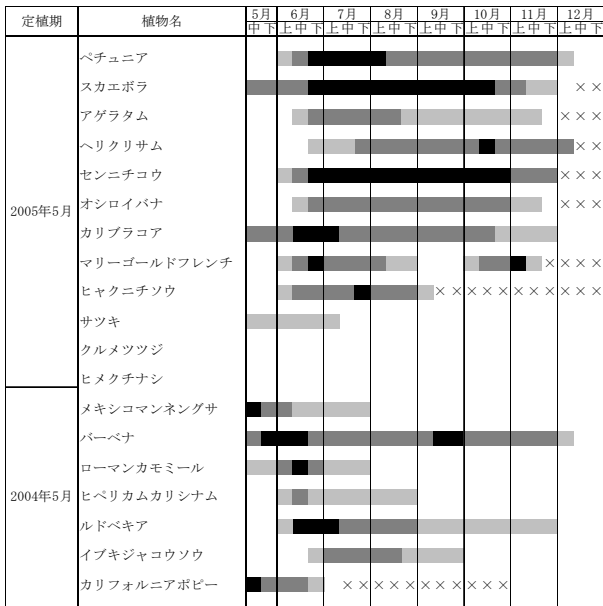 定植期 植物名 5月 6月 7月 8月 9月 10月 11月 12月
中 下 上 中 下 上 中 下 上 中 下 上 中 下 上 中 下 上 中 下 上 中 下
ペチュニア
スカエボラ × ×
アゲラタム × × ×
ヘリクリサム × ×
センニチコウ × × ×
2005年5月
オシロイバナ × × ×
カリブラコア
マリーゴールドフレンチ × × × ×
ヒャクニチソウ × × × × × × × × × × ×
サツキ
クルメツツジ
ヒメクチナシ
メキシコマンネングサ
バーベナ
ローマンカモミール
2004年5月
ヒペリカムカリシナム
ルドベキア
イブキジャコウソウ
カリフォルニアポピー × × × × × × × × × × ×